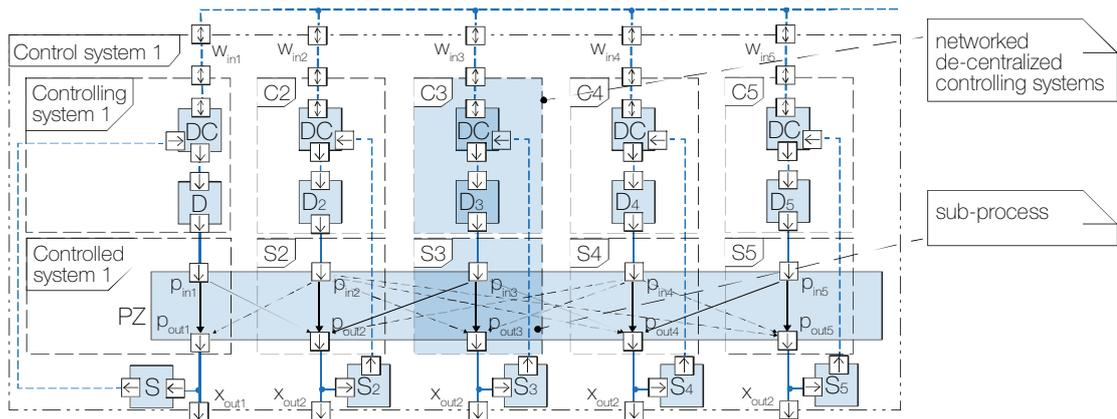 networked
de-centralized
controlling systems
Control system 1
w_in1
w_in2
w_in3
w_in4
w_in5
Controlling
system 1
C2
C3
C4
C5
DC
DC
DC
DC
DC
D
D2
D3
D4
D5
sub-process
Controlled
system 1
S2
S3
S4
S5
p_in1
p_in2
p_in3
p_in4
p_in5
PZ
p_out1
p_out2
p_out3
p_out4
p_out5
S
S2
S3
S4
S5
x_out1
x_out2
x_out2
x_out2
x_out2